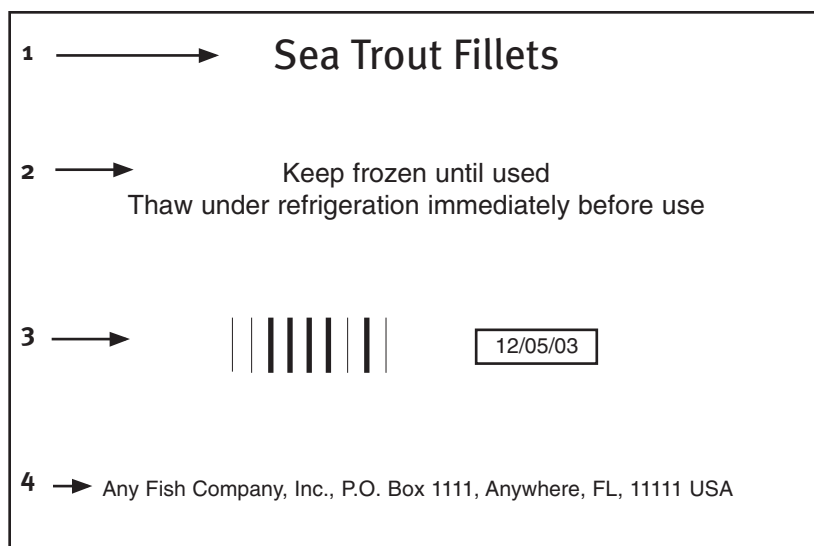 1 Sea Trout Fillets
2 Keep frozen until used
Thaw under refrigeration immediately before use
3 12/05/03
4 Any Fish Company, Inc., P.O. Box 1111, Anywhere, FL, 11111 USA